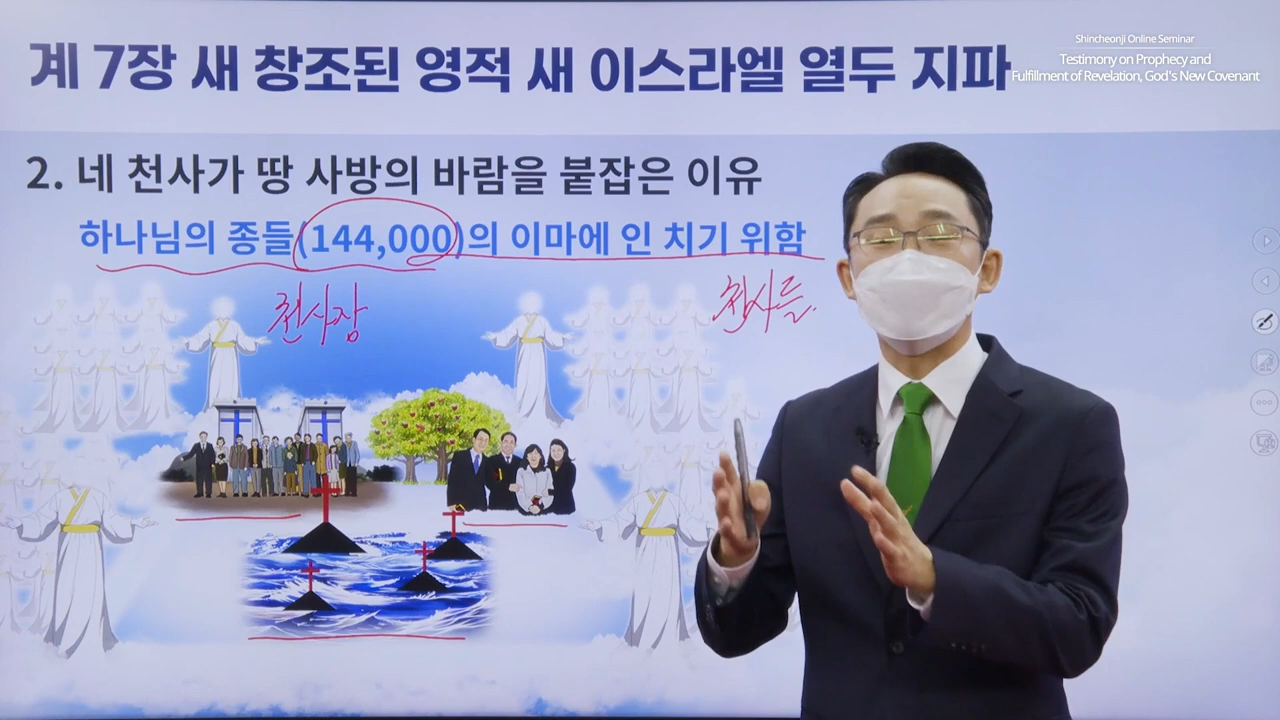 계 7장 새 창조된 영적 새 이스라엘 열두 지파
Shincheonji Online Seminar
Testimony on Prophecy and
Fulfillment of Revelation, God's New Covenant
2. 네 천사가 땅 사방의 바람을 붙잡은 이유
하나님의 종들(144,000)의 이마에 인 치기 위함
천사장
천사들.